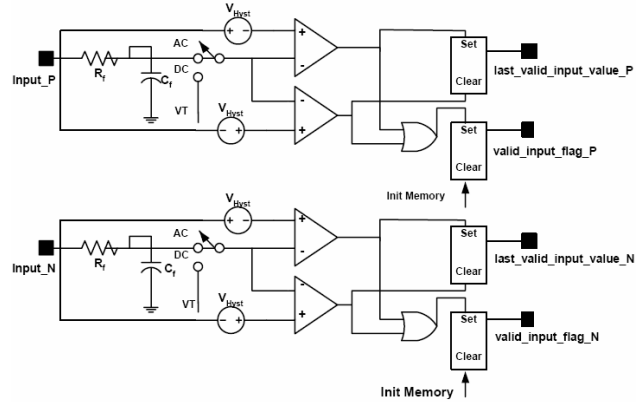 V_Hyst
+ −
AC
+
Set
Input_P
R_f
C_f
DC
-
last_valid_input_value_P
Clear
VT
V_Hyst
− +
-
+
Set
valid_input_flag_P
Clear
Init Memory
V_Hyst
+ −
AC
+
Set
Input_N
R_f
C_f
DC
-
last_valid_input_value_N
Clear
VT
V_Hyst
− +
-
+
Set
valid_input_flag_N
Clear
Init Memory